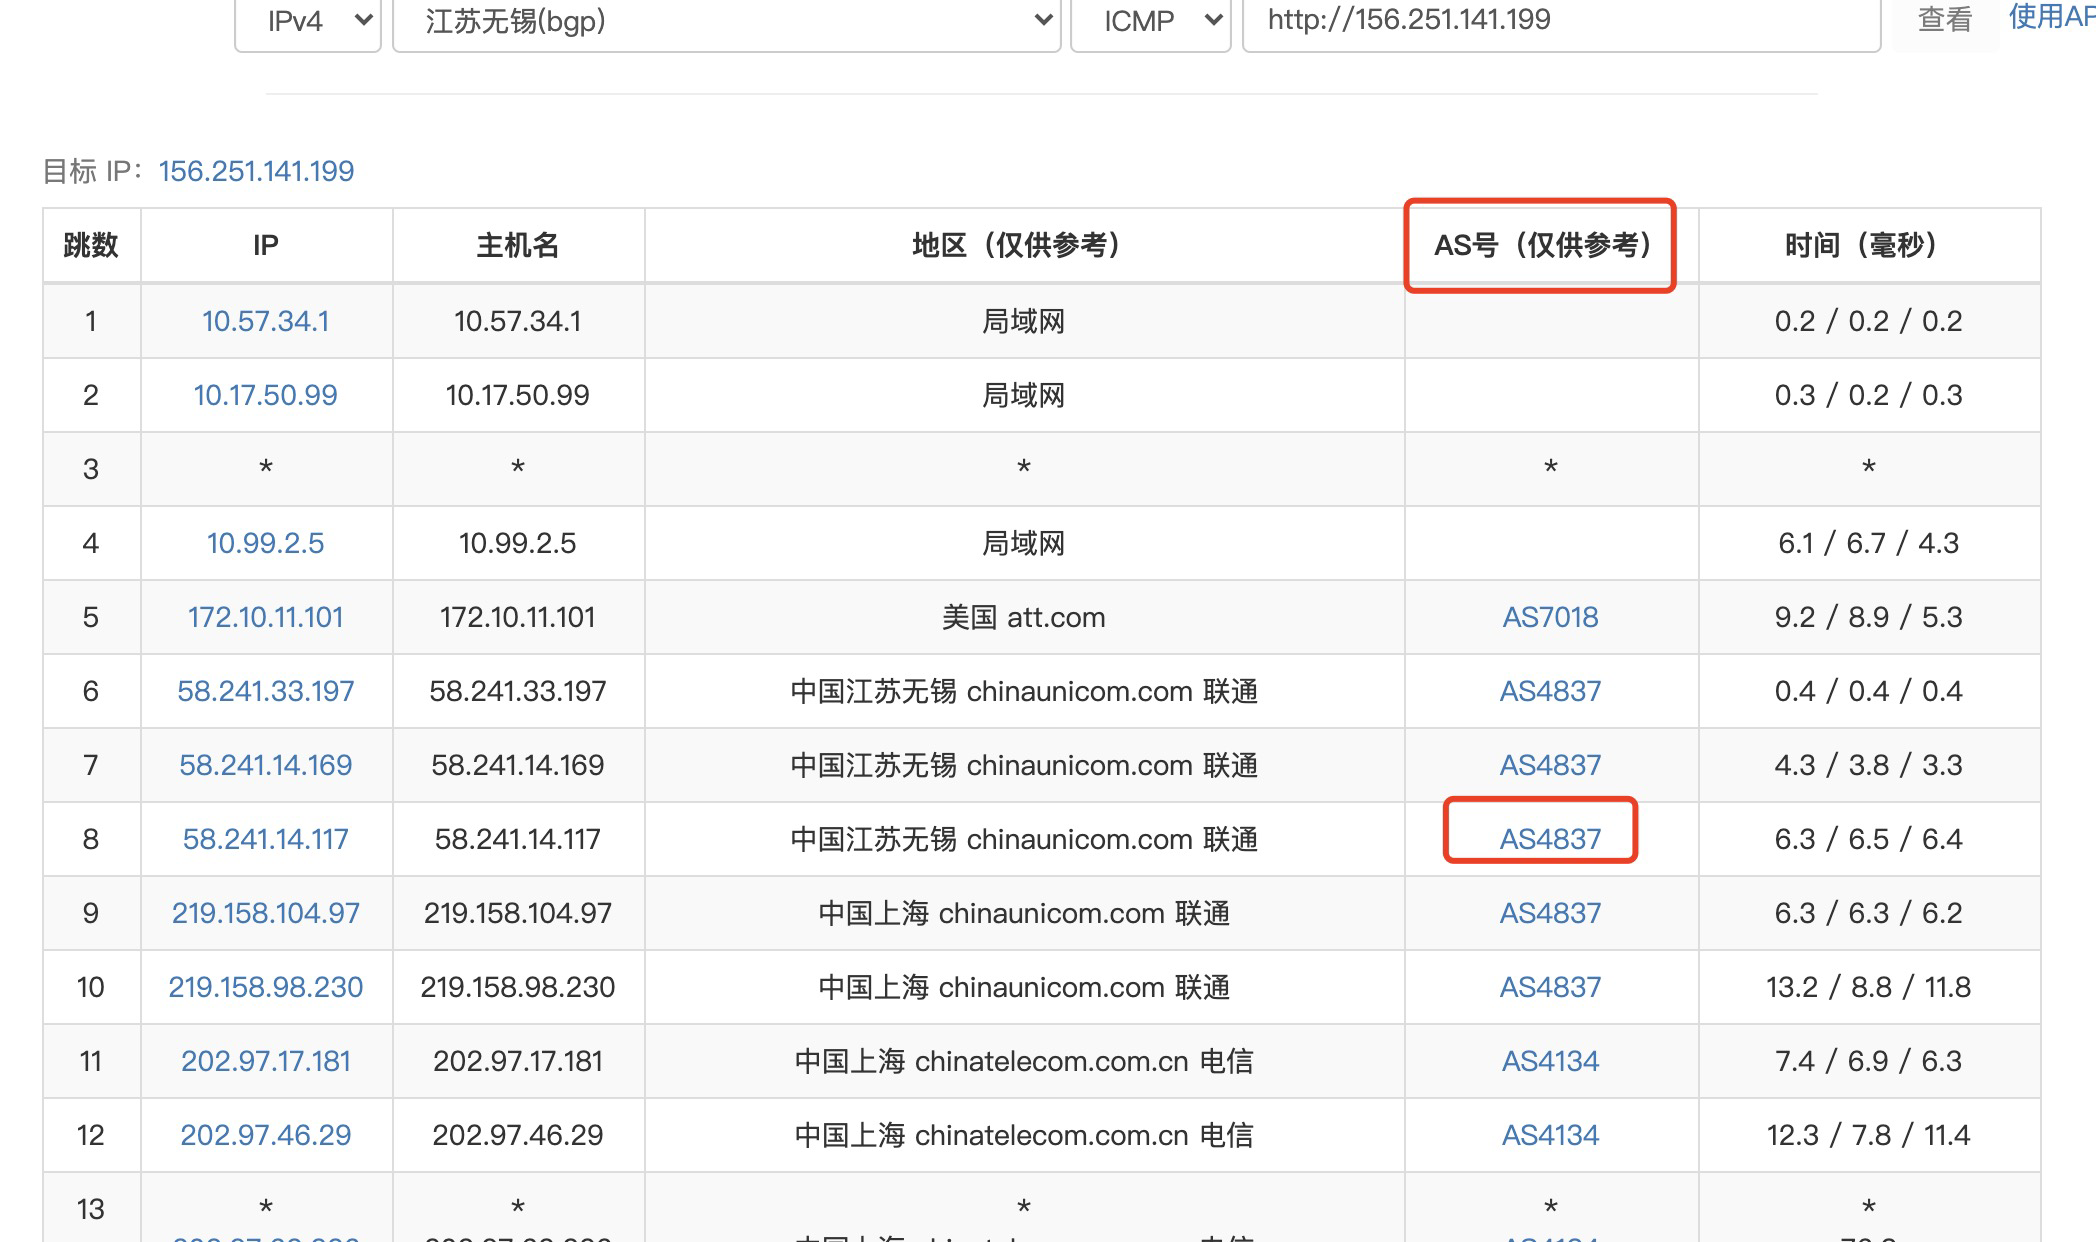 IPv4 江苏无锡(bgp) ICMP http://156.251.141.199 查看 使用AP
目标 IP：156.251.141.199
跳数 IP 主机名 地区（仅供参考） AS号（仅供参考） 时间（毫秒）
1 10.57.34.1 10.57.34.1 局域网 0.2 / 0.2 / 0.2
2 10.17.50.99 10.17.50.99 局域网 0.3 / 0.2 / 0.3
3 * * * * *
4 10.99.2.5 10.99.2.5 局域网 6.1 / 6.7 / 4.3
5 172.10.11.101 172.10.11.101 美国 att.com AS7018 9.2 / 8.9 / 5.3
6 58.241.33.197 58.241.33.197 中国江苏无锡 chinaunicom.com 联通 AS4837 0.4 / 0.4 / 0.4
7 58.241.14.169 58.241.14.169 中国江苏无锡 chinaunicom.com 联通 AS4837 4.3 / 3.8 / 3.3
8 58.241.14.117 58.241.14.117 中国江苏无锡 chinaunicom.com 联通 AS4837 6.3 / 6.5 / 6.4
9 219.158.104.97 219.158.104.97 中国上海 chinaunicom.com 联通 AS4837 6.3 / 6.3 / 6.2
10 219.158.98.230 219.158.98.230 中国上海 chinaunicom.com 联通 AS4837 13.2 / 8.8 / 11.8
11 202.97.17.181 202.97.17.181 中国上海 chinatelecom.com.cn 电信 AS4134 7.4 / 6.9 / 6.3
12 202.97.46.29 202.97.46.29 中国上海 chinatelecom.com.cn 电信 AS4134 12.3 / 7.8 / 11.4
13 * * * * *